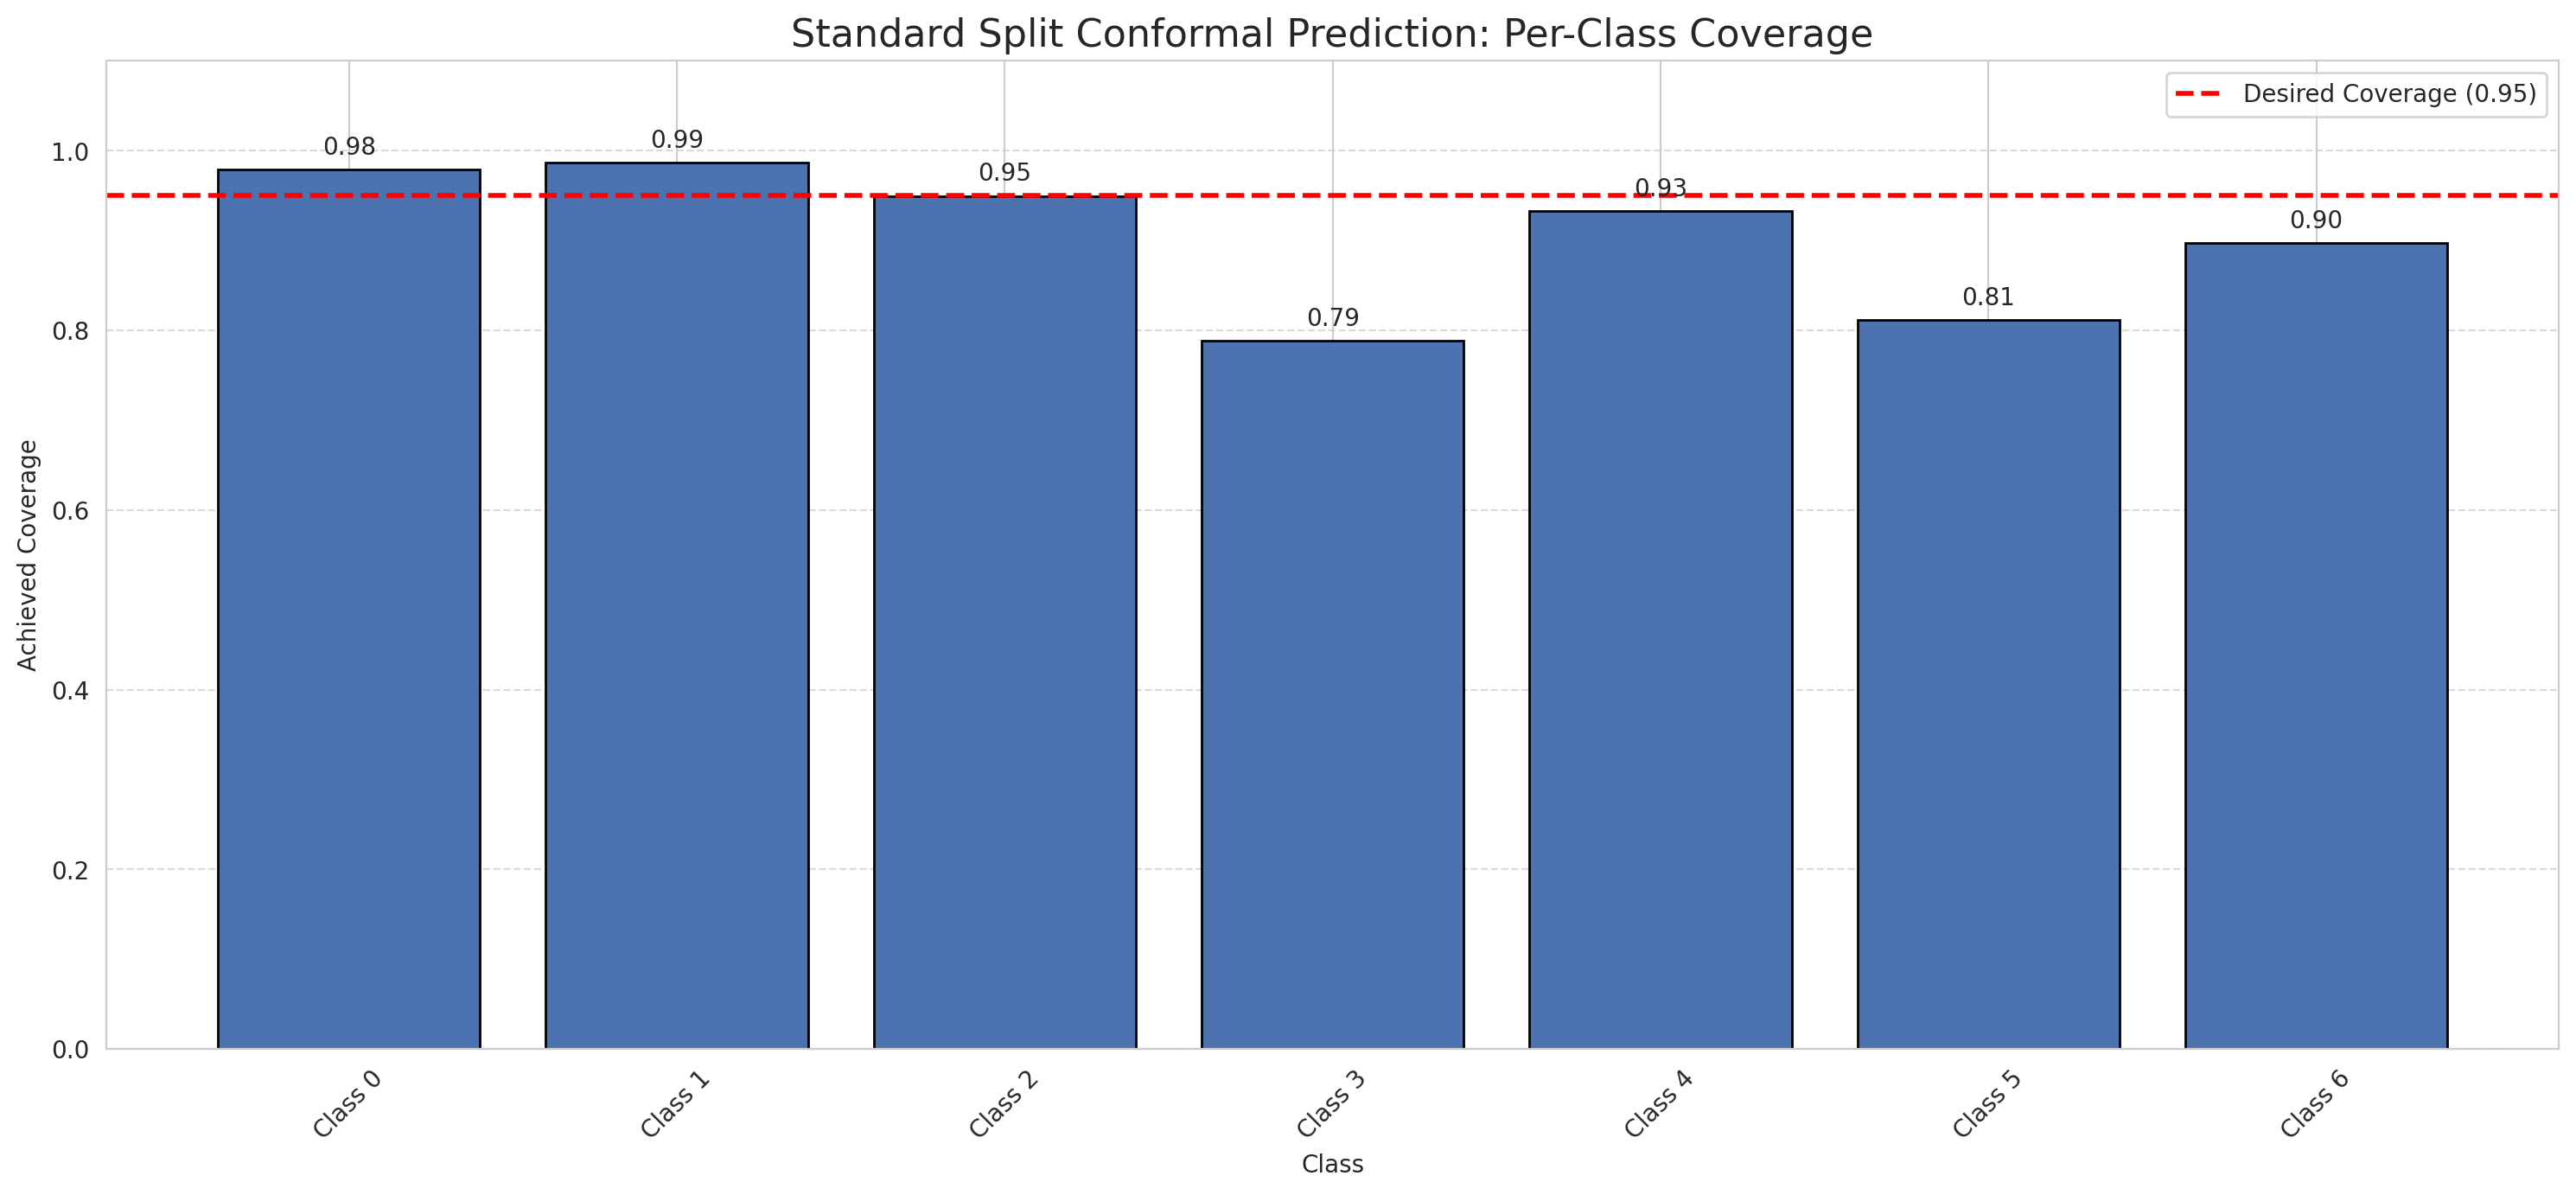 Standard Split Conformal Prediction: Per-Class Coverage
Desired Coverage (0.95)
Achieved Coverage
1.0
0.8
0.6
0.4
0.2
0.0
0.98
0.99
0.95
0.79
0.93
0.81
0.90
Class 0
Class 1
Class 2
Class 3
Class 4
Class 5
Class 6
Class